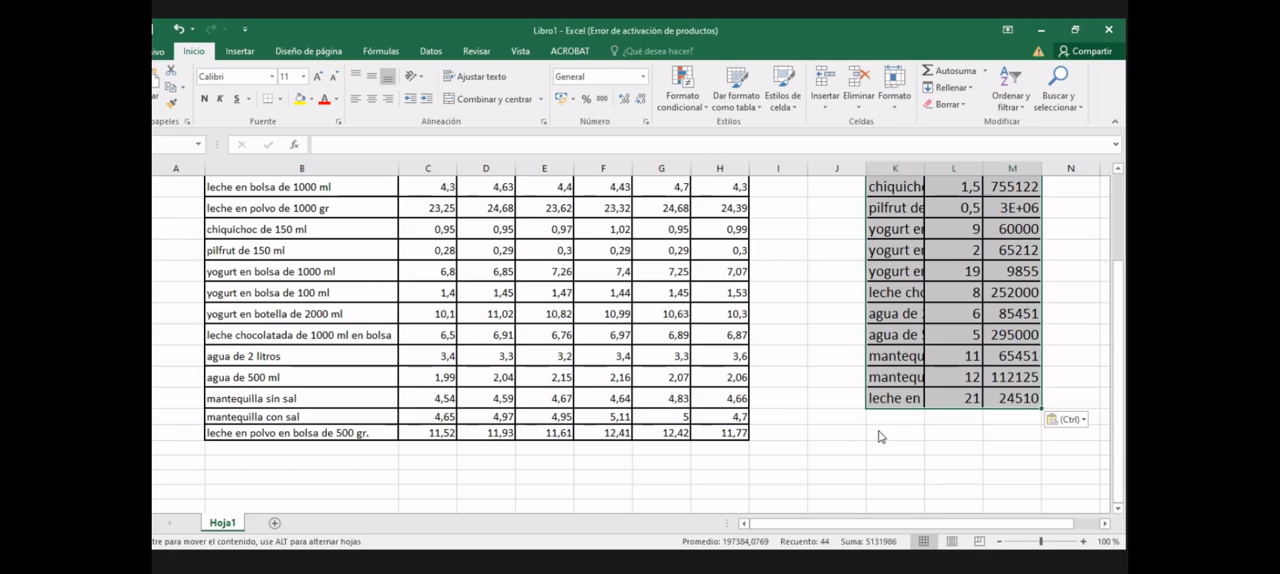 Libro1 - Excel (Error de activación de productos)
ivo Inicio Insertar Diseño de página Fórmulas Datos Revisar Vista ACROBAT ¿Qué desea hacer? Compartir
Calibri 11 Ajustar texto General Autosuma
N K S Combinar y centrar % 000 Formato condicional Dar formato como tabla Estilos de celda Insertar Eliminar Formato Rellenar Borrar Ordenar y filtrar Buscar y seleccionar
apeles Fuente Alineación Número Estilos Celdas Modificar
fx
A B C D E F G H I J K L M N
leche en bolsa de 1000 ml 4,3 4,63 4,4 4,43 4,7 4,3 chiquicho 1,5 755122
leche en polvo de 1000 gr 23,25 24,68 23,62 23,32 24,68 24,39 pilfrut de 0,5 3E+06
chiquichoc de 150 ml 0,95 0,95 0,97 1,02 0,95 0,99 yogurt en 9 60000
pilfrut de 150 ml 0,28 0,29 0,3 0,29 0,29 0,3 yogurt en 2 65212
yogurt en bolsa de 1000 ml 6,8 6,85 7,26 7,4 7,25 7,07 yogurt en 19 9855
yogurt en bolsa de 100 ml 1,4 1,45 1,47 1,44 1,45 1,53 leche cho 8 252000
yogurt en botella de 2000 ml 10,1 11,02 10,82 10,99 10,63 10,3 agua de 6 85451
leche chocolatada de 1000 ml en bolsa 6,5 6,91 6,76 6,97 6,89 6,87 agua de 5 295000
agua de 2 litros 3,4 3,3 3,2 3,4 3,3 3,6 mantequ 11 65451
agua de 500 ml 1,99 2,04 2,15 2,16 2,07 2,06 mantequ 12 112125
mantequilla sin sal 4,54 4,59 4,67 4,64 4,83 4,66 leche en 21 24510
mantequilla con sal 4,65 4,97 4,95 5,11 5 4,7
(Ctrl)
leche en polvo en bolsa de 500 gr. 11,52 11,93 11,61 12,41 12,42 11,77
Hoja1
tre para mover el contenido, use ALT para alternar hojas Promedio: 197384,0769 Recuento: 44 Suma: 5131986 100 %